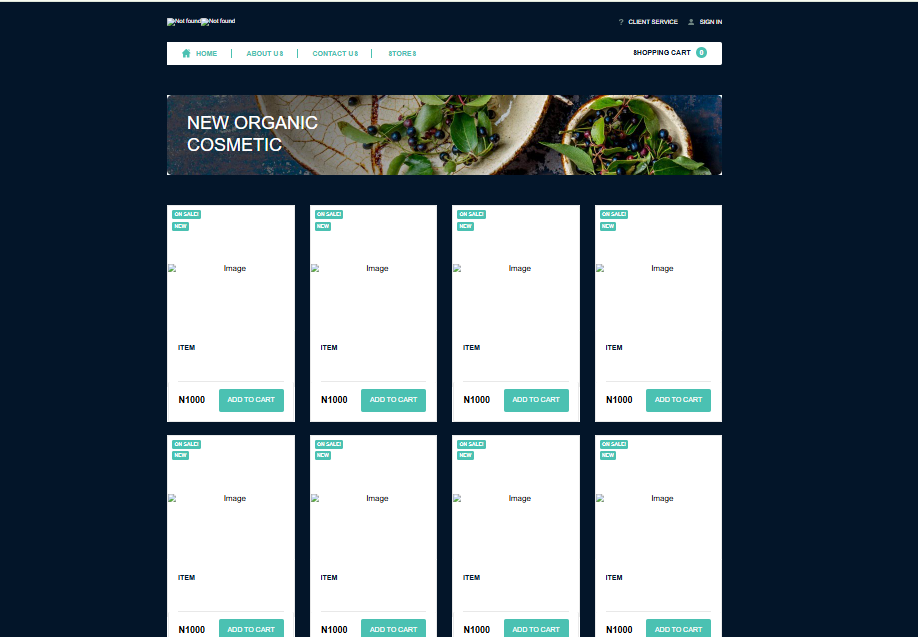 Not found Not found
? CLIENT SERVICE SIGN IN
HOME ABOUT US CONTACT US STORES SHOPPING CART 0
NEW ORGANIC
COSMETIC
ON SALE! ON SALE! ON SALE! ON SALE!
NEW NEW NEW NEW
Image Image Image Image
ITEM ITEM ITEM ITEM
N1000 ADD TO CART N1000 ADD TO CART N1000 ADD TO CART N1000 ADD TO CART
ON SALE! ON SALE! ON SALE! ON SALE!
NEW NEW NEW NEW
Image Image Image Image
ITEM ITEM ITEM ITEM
N1000 ADD TO CART N1000 ADD TO CART N1000 ADD TO CART N1000 ADD TO CART